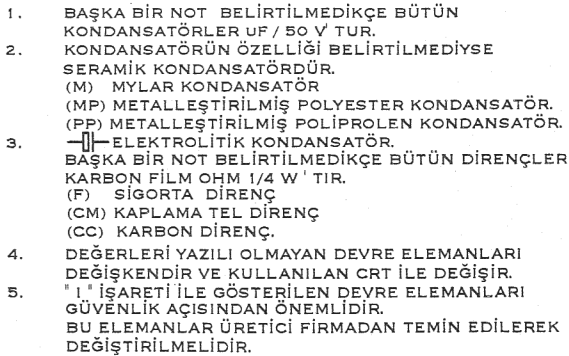 1. BAŞKA BİR NOT BELİRTİLMEDİKÇE BÜTÜN
KONDANSATÖRLER UF / 50 V' TUR.
2. KONDANSATÖRÜN ÖZELLİĞİ BELİRTİLMEDİYSE
SERAMİK KONDANSATÖRDÜR.
(M) MYLAR KONDANSATÖR
(MP) METALLEŞTİRİLMİŞ POLYESTER KONDANSATÖR.
(PP) METALLEŞTİRİLMİŞ POLİPROLEN KONDANSATÖR.
3. ELEKTROLİTİK KONDANSATÖR.
BAŞKA BİR NOT BELİRTİLMEDİKÇE BÜTÜN DİRENÇLER
KARBON FİLM OHM 1/4 W ' TIR.
(F) SİGORTA DİRENÇ
(CM) KAPLAMA TEL DİRENÇ
(CC) KARBON DİRENÇ.
4. DEĞERLERİ YAZILI OLMAYAN DEVRE ELEMANLARI
DEĞİŞKENDİR VE KULLANILAN CRT İLE DEĞİŞİR.
5. " I " İŞARETİ İLE GÖSTERİLEN DEVRE ELEMANLARI
GÜVENLİK AÇISINDAN ÖNEMLİDİR.
BU ELEMANLAR ÜRETİCİ FİRMADAN TEMİN EDİLEREK
DEĞİŞTİRİLMELİDİR.